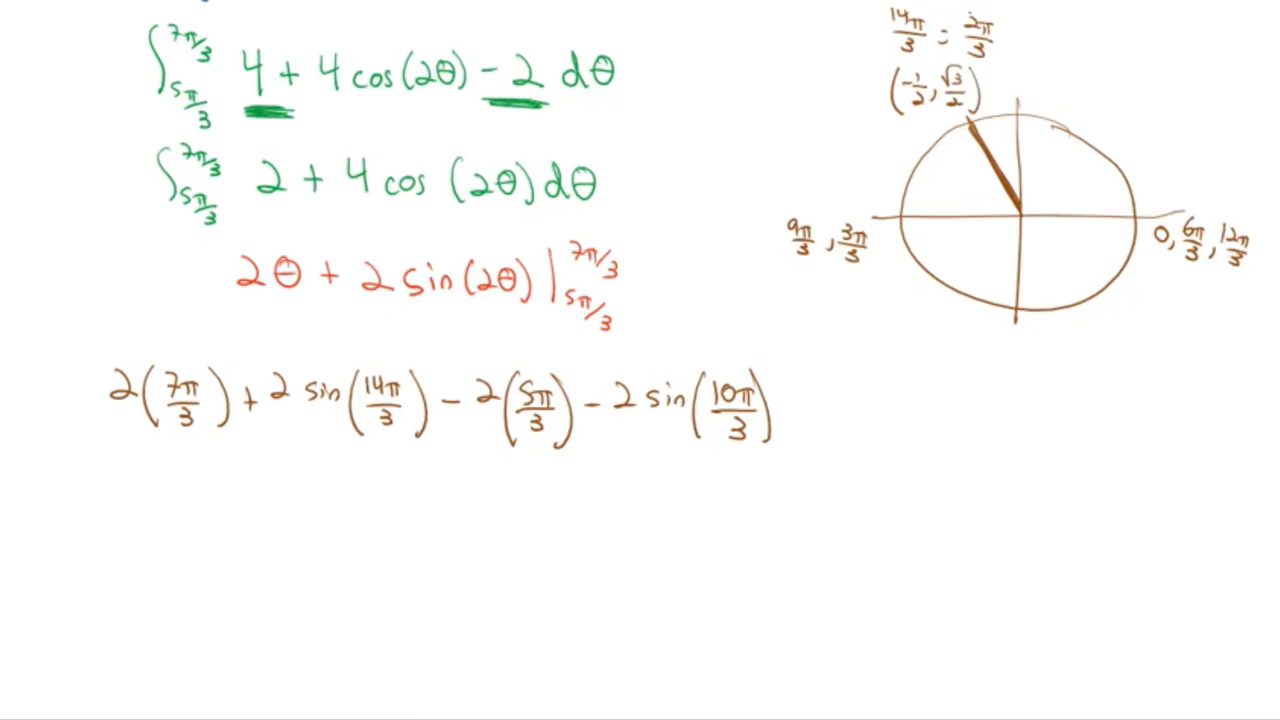 ∫_{5π/3}^{7π/3} 4 + 4 cos(2θ) - 2 dθ
∫_{5π/3}^{7π/3} 2 + 4 cos (2θ) dθ
2θ + 2 sin(2θ) |_{5π/3}^{7π/3}
2(7π/3) + 2 sin(14π/3) - 2(5π/3) - 2 sin(10π/3)
14π/3 = 2π/3
(-1/2, √3/2)
9π/3, 3π/3
0, 6π/3, 12π/3